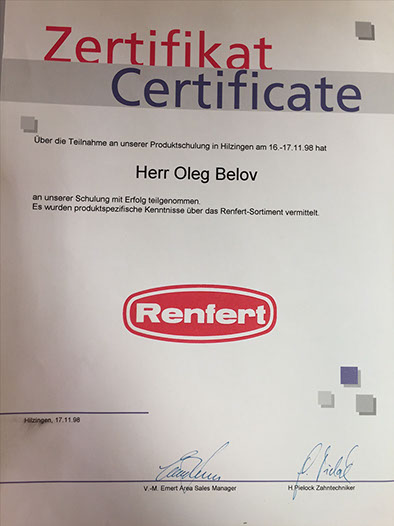 Zertifikat
Certificate
Über die Teilnahme an unserer Produktschulung in Hilzingen am 16.-17.11.98 hat
Herr Oleg Belov
an unserer Schulung mit Erfolg teilgenommen.
Es wurden produktspezifische Kenntnisse über das Renfert-Sortiment vermittelt.
Renfert
Hilzingen, 17.11.98
V.-M. Emert Area Sales Manager
H.Pielock Zahntechniker